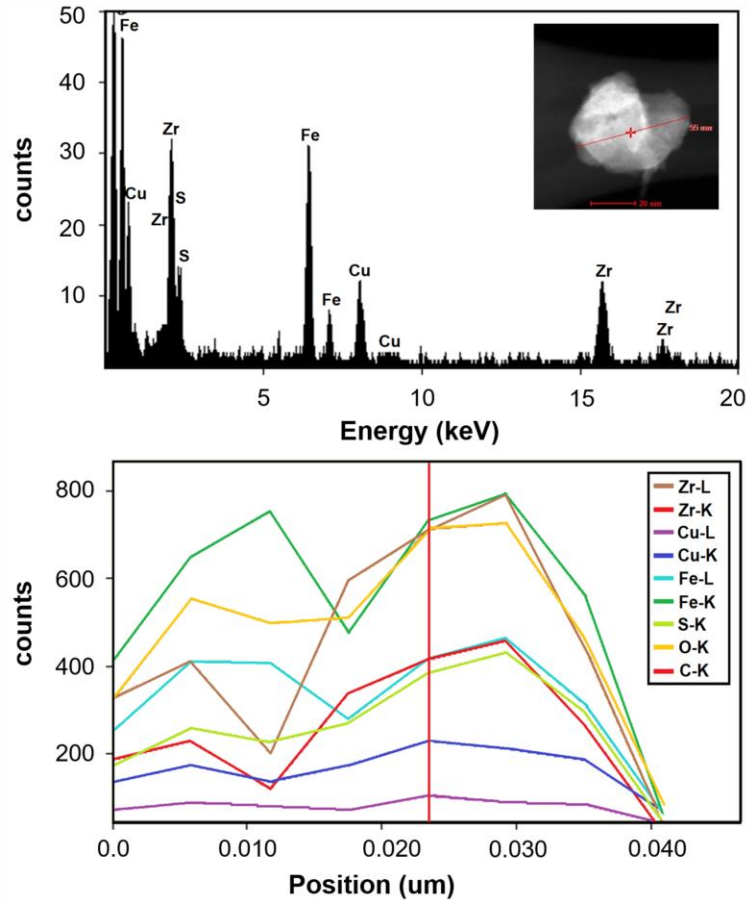 50
40
30
20
10
counts
Fe
Cu
Zr
Zr
S
S
Fe
Fe
Cu
Cu
Zr
Zr
Zr
20 nm
5
10
15
20
Energy (keV)
800
600
400
200
counts
Zr-L
Zr-K
Cu-L
Cu-K
Fe-L
Fe-K
S-K
O-K
C-K
0.0
0.010
0.020
0.030
0.040
Position (um)